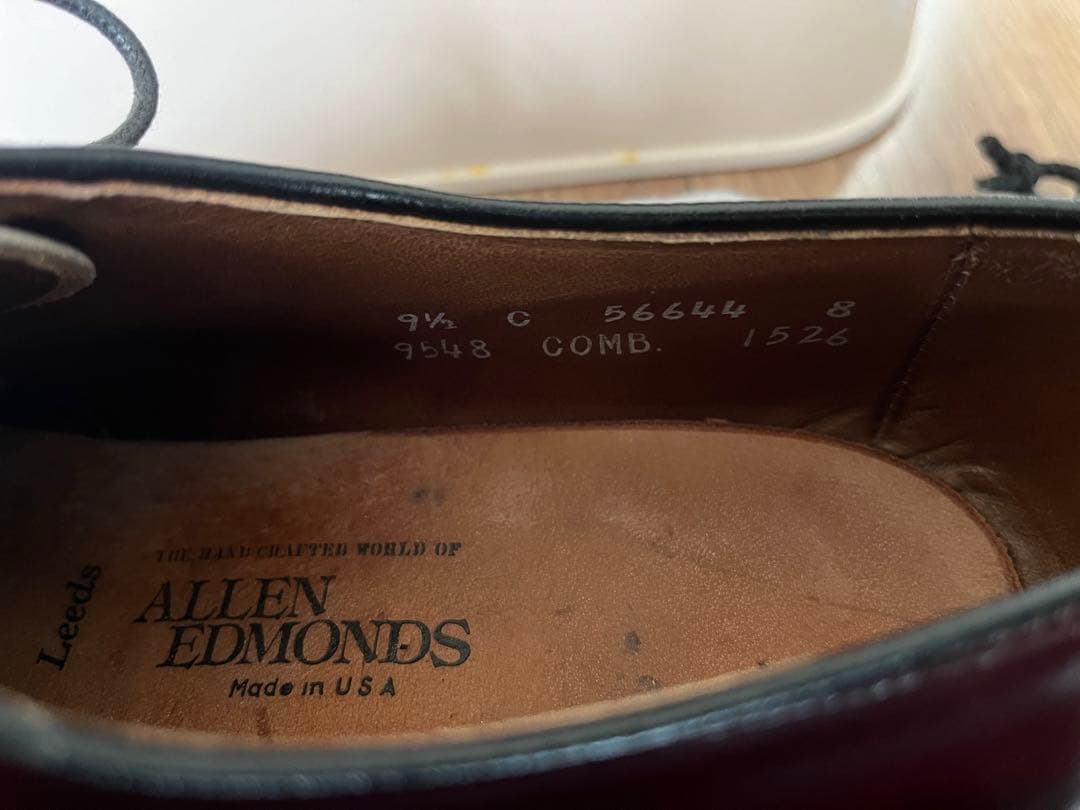 9½ C 56644 8
9548 COMB. 1526
THE HAND CRAFTED WORLD OF
ALLEN
EDMONDS
Made in USA
Leeds